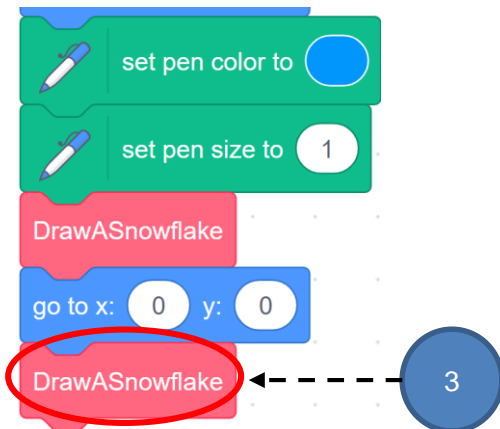 set pen color to
set pen size to 1
DrawASnowflake
go to x: 0 y: 0
DrawASnowflake
3